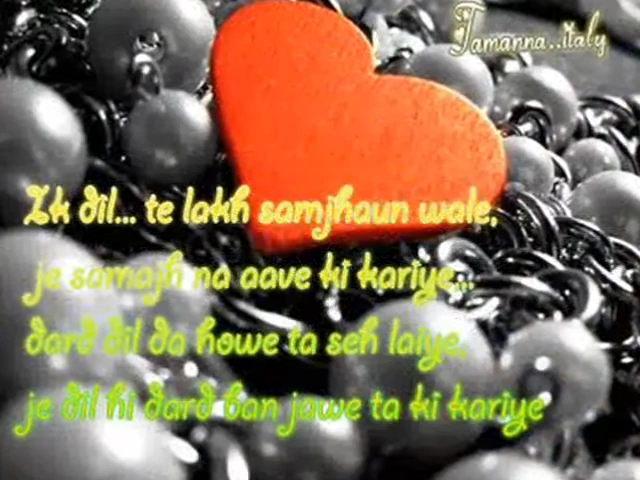 Tamanna..italy
Ik dil... te lakh samjhaun wale,
je samajh na aave ki kariye...
dard dil da howe ta seh laiye,
je dil hi dard ban jawe ta ki kariye